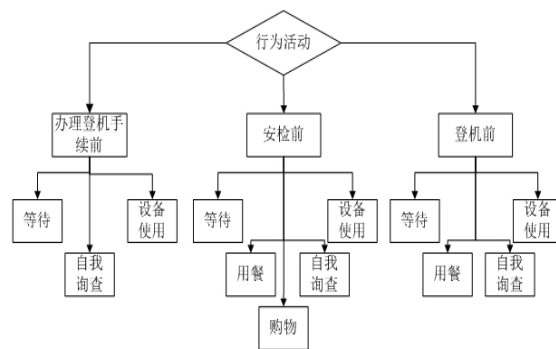 行为活动
办理登机手
续前
安检前
登机前
等待
设备
使用
等待
设备
使用
等待
设备
使用
自我
询查
用餐
自我
询查
用餐
自我
询查
购物